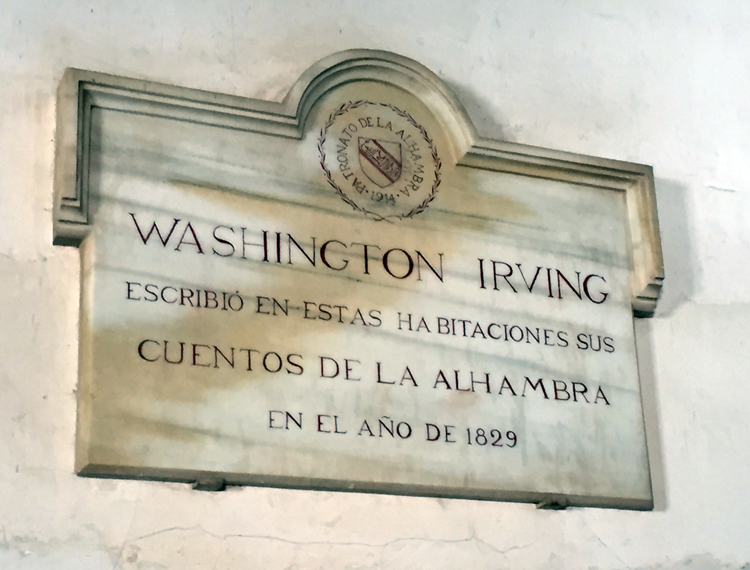 PATRONATO DE LA ALHAMBRA
· 1914 ·
WASHINGTON IRVING
ESCRIBIÓ EN ESTAS HABITACIONES SUS
CUENTOS DE LA ALHAMBRA
EN EL AÑO DE 1829